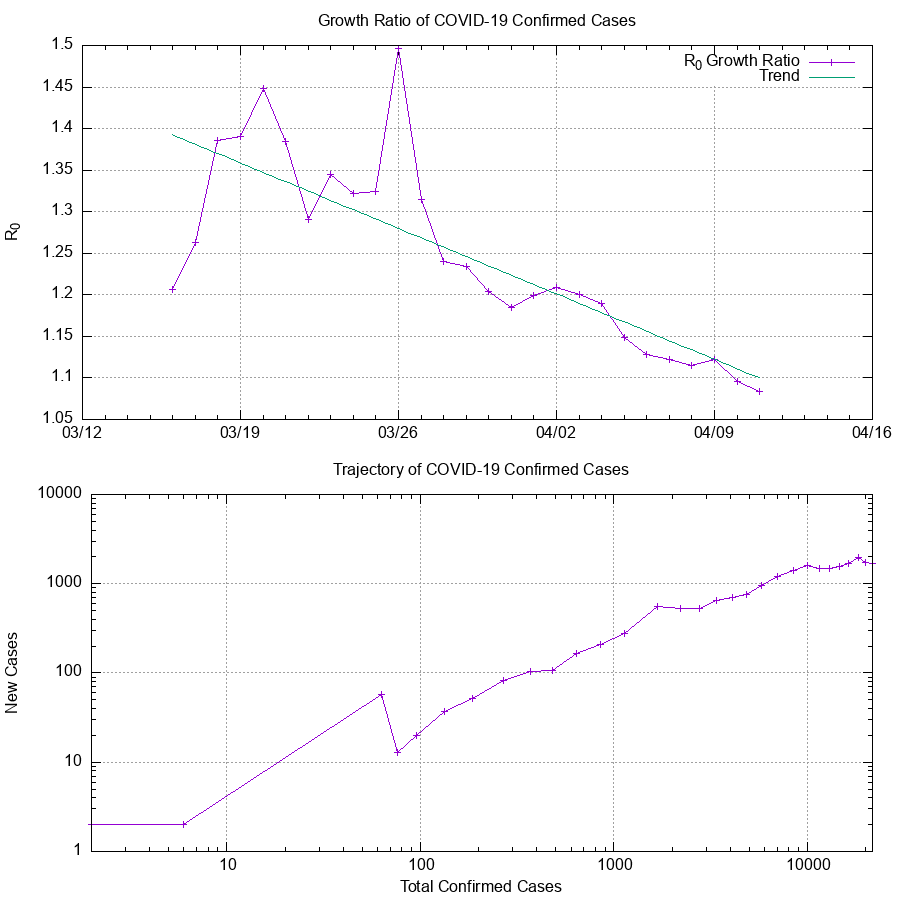 Growth Ratio of COVID-19 Confirmed Cases
1.5
1.45
1.4
1.35
1.3
1.25
1.2
1.15
1.1
1.05
R0
R0 Growth Ratio
Trend
03/12 03/19 03/26 04/02 04/09 04/16
Trajectory of COVID-19 Confirmed Cases
10000
1000
100
10
1
New Cases
10 100 1000 10000
Total Confirmed Cases